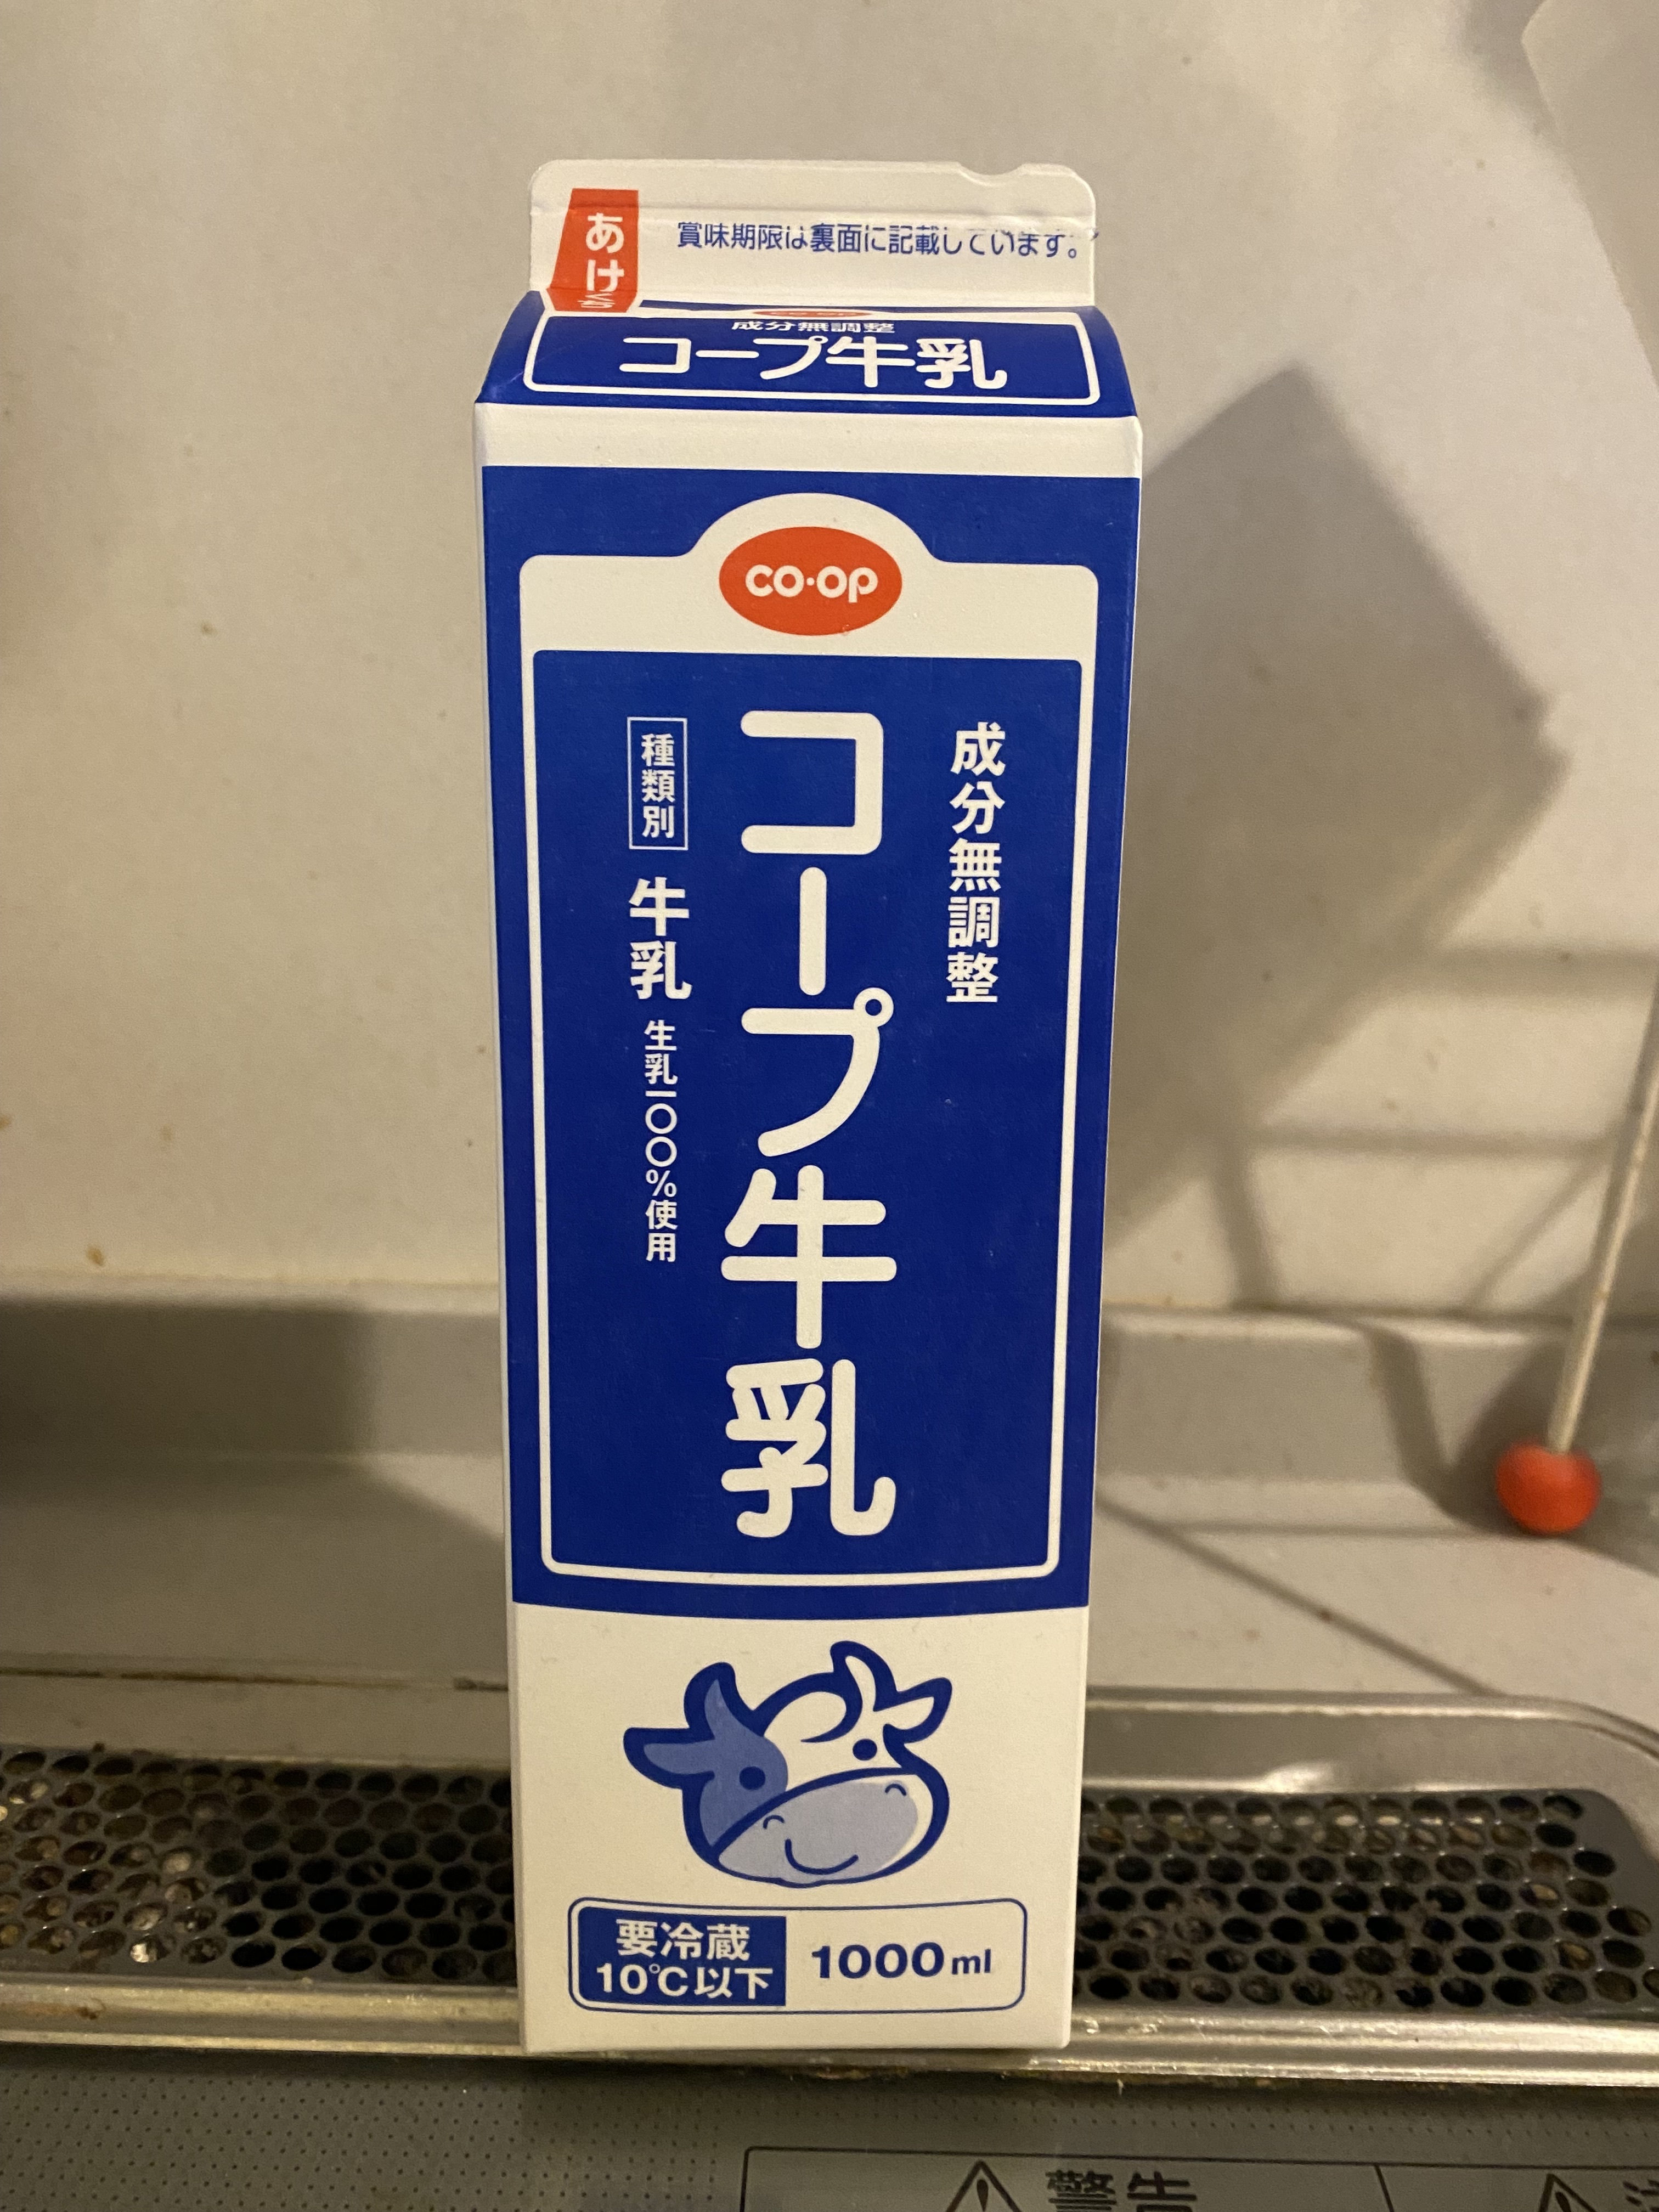 あけくち
賞味期限は裏面に記載しています。
成分無調整
コープ牛乳
co·op
成分無調整
コープ牛乳
種類別 牛乳 生乳一〇〇%使用
要冷蔵
10℃以下
1000ml
警告